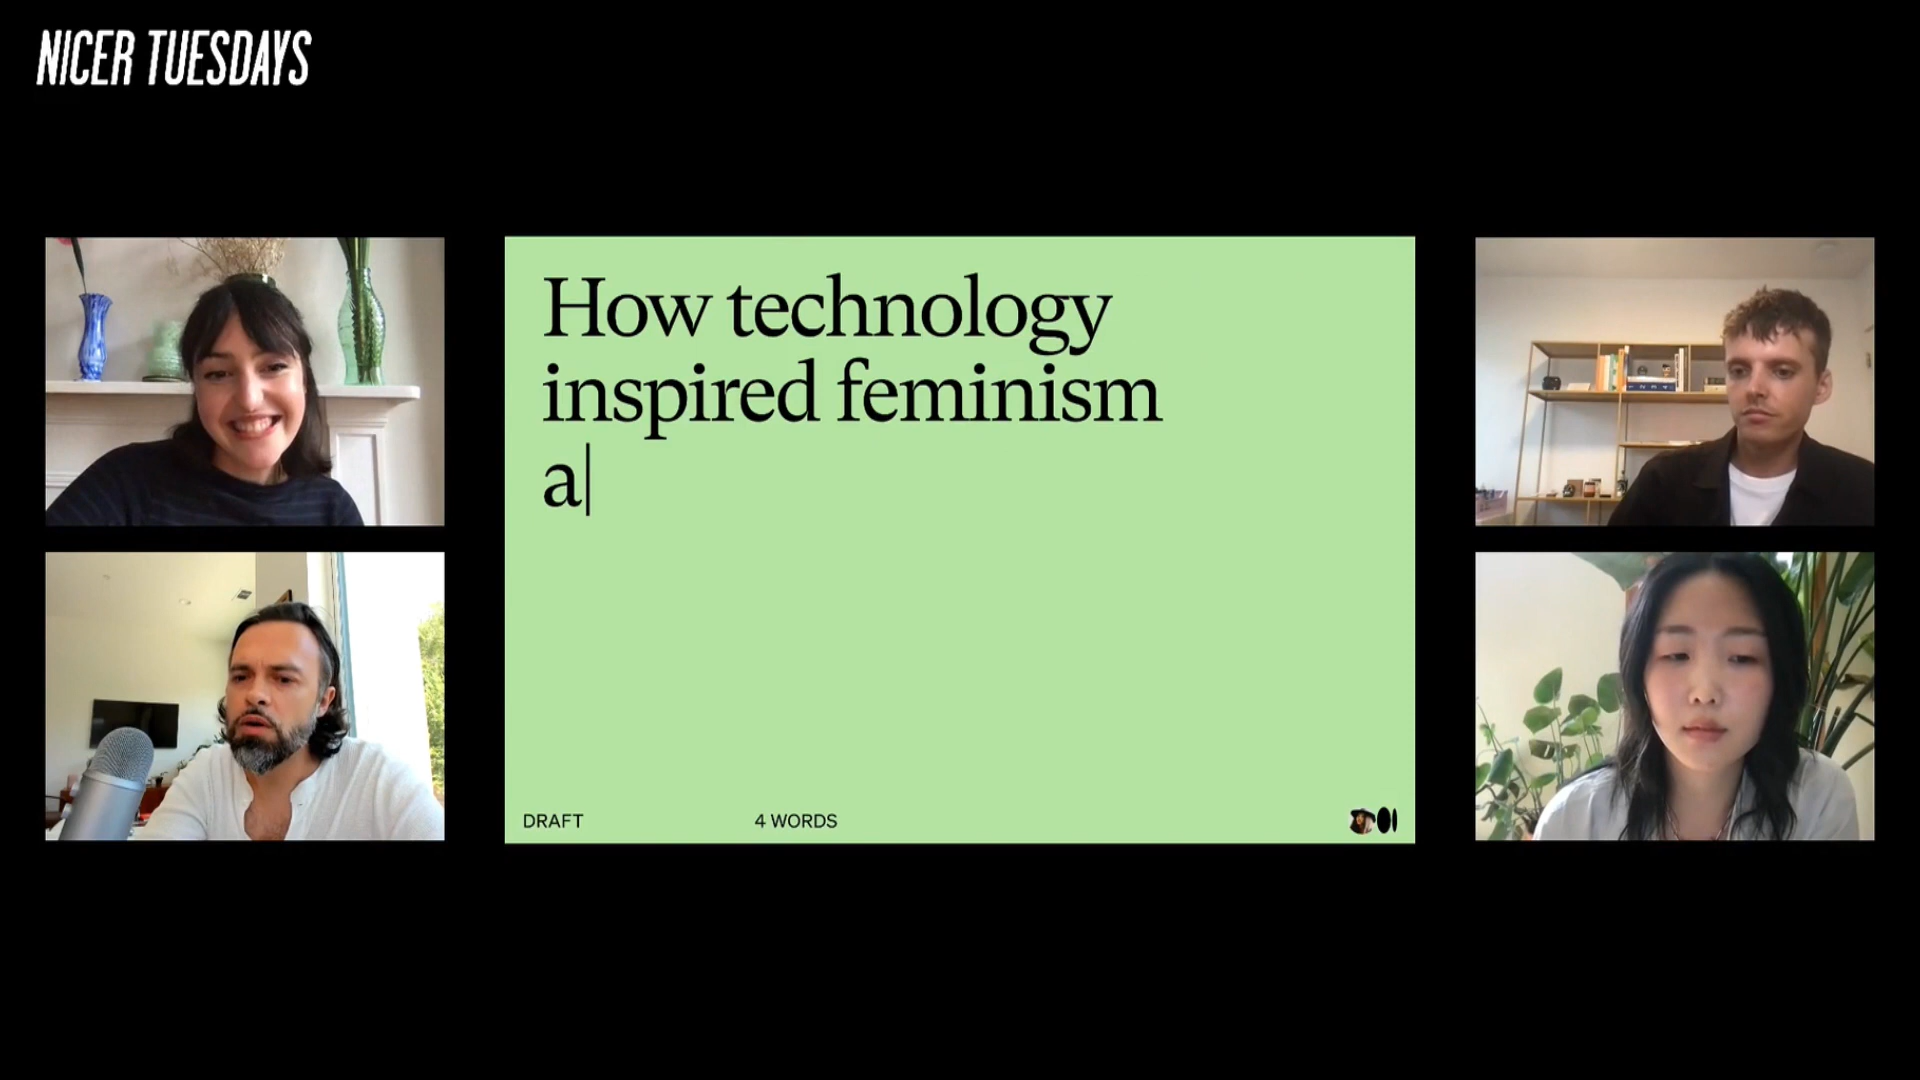 NICER TUESDAYS
How technology
inspired feminism
a
DRAFT
4 WORDS